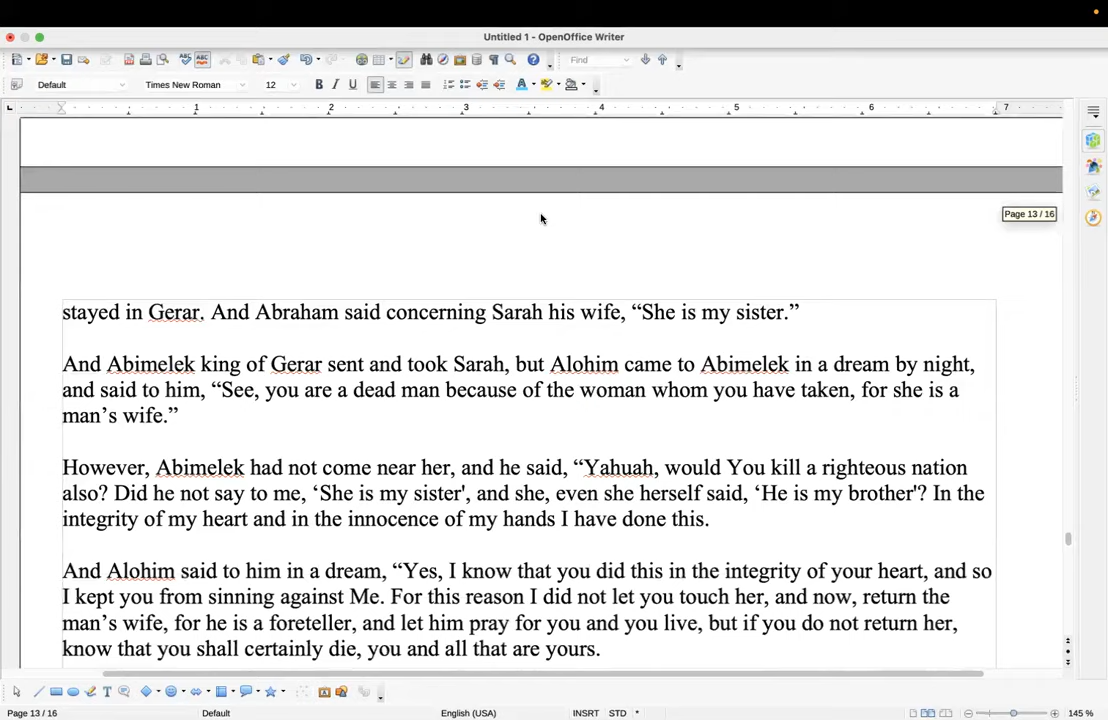 Untitled 1 - OpenOffice Writer
Find
Default
Times New Roman
12
B I U
1 2 3 4 5 6 7
Page 13 / 16
stayed in Gerar. And Abraham said concerning Sarah his wife, “She is my sister.”
And Abimelek king of Gerar sent and took Sarah, but Alohim came to Abimelek in a dream by night,
and said to him, “See, you are a dead man because of the woman whom you have taken, for she is a
man’s wife.”
However, Abimelek had not come near her, and he said, “Yahuah, would You kill a righteous nation
also? Did he not say to me, ‘She is my sister', and she, even she herself said, ‘He is my brother'? In the
integrity of my heart and in the innocence of my hands I have done this.
And Alohim said to him in a dream, “Yes, I know that you did this in the integrity of your heart, and so
I kept you from sinning against Me. For this reason I did not let you touch her, and now, return the
man’s wife, for he is a foreteller, and let him pray for you and you live, but if you do not return her,
know that you shall certainly die, you and all that are yours.
Page 13 / 16
Default
English (USA)
INSRT
STD
*
145 %